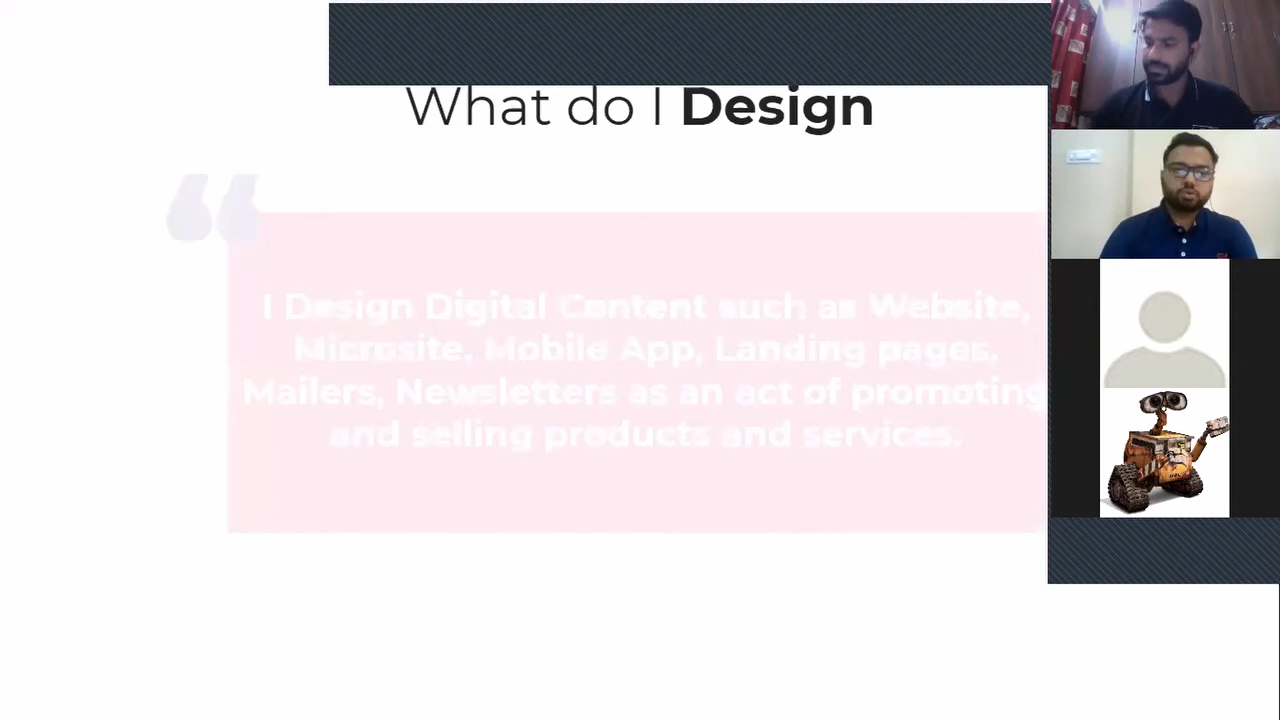 What do I Design
“
I Design Digital Content such as Website,
Microsite, Mobile App, Landing pages,
Mailers, Newsletters as an act of promoting
and selling products and services.